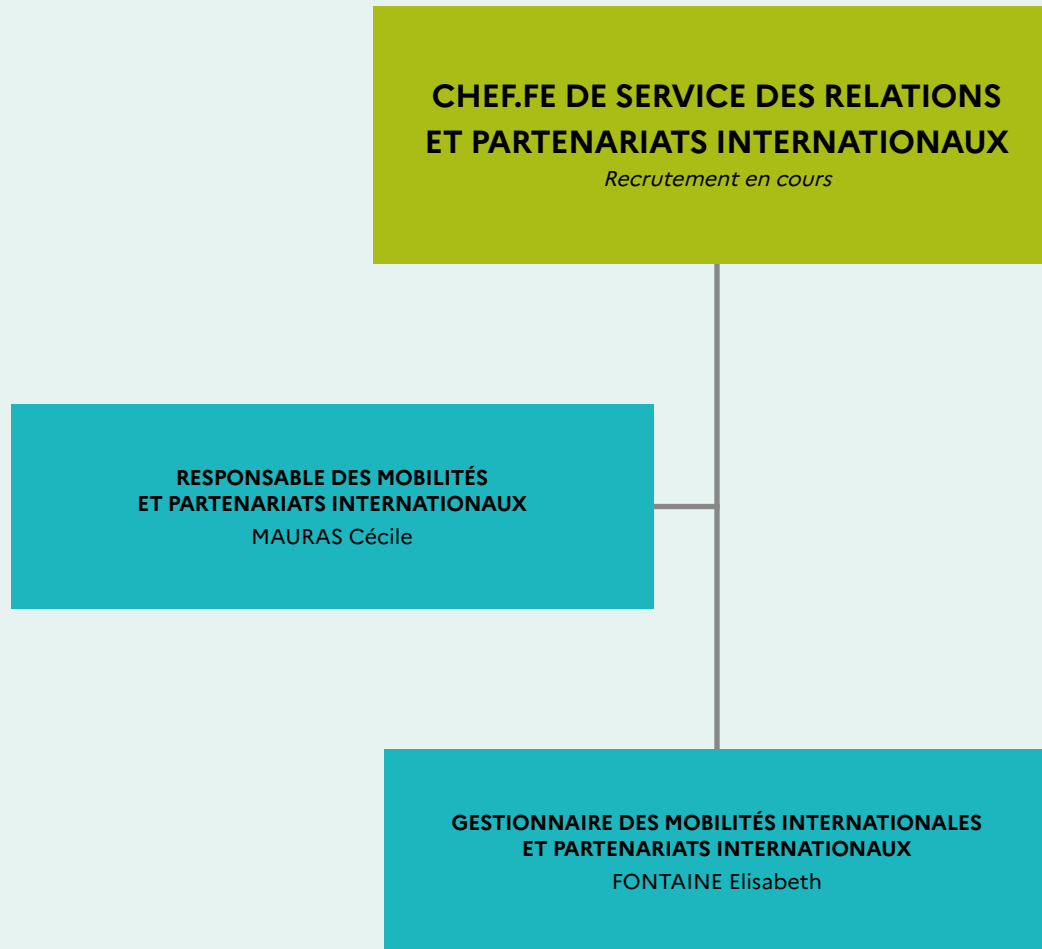 CHEF.FE DE SERVICE DES RELATIONS
ET PARTENARIATS INTERNATIONAUX
Recrutement en cours
RESPONSABLE DES MOBILITÉS
ET PARTENARIATS INTERNATIONAUX
MAURAS Cécile
GESTIONNAIRE DES MOBILITÉS INTERNATIONALES
ET PARTENARIATS INTERNATIONAUX
FONTAINE Elisabeth